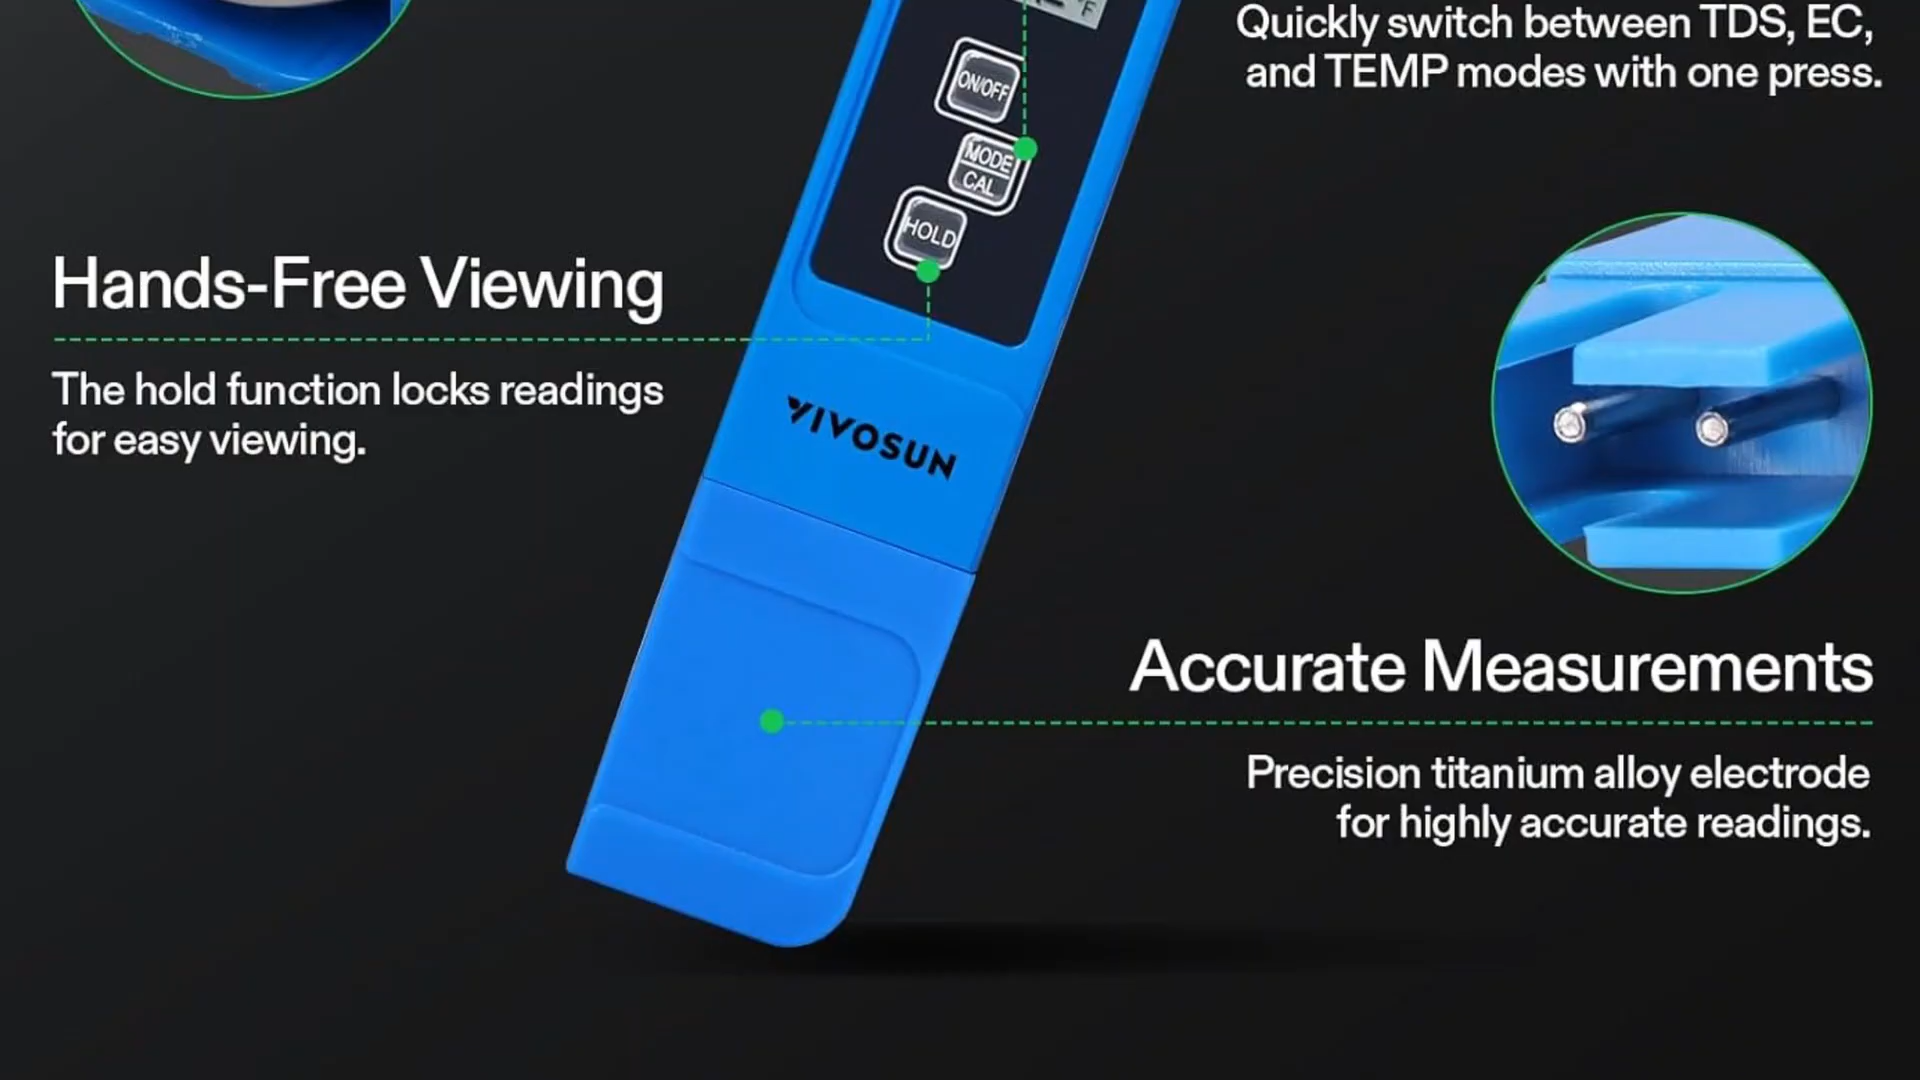 °F
Quickly switch between TDS, EC,
and TEMP modes with one press.
ON/OFF
MODE
CAL
HOLD
Hands-Free Viewing
The hold function locks readings
for easy viewing.
VIVOSUN
Accurate Measurements
Precision titanium alloy electrode
for highly accurate readings.